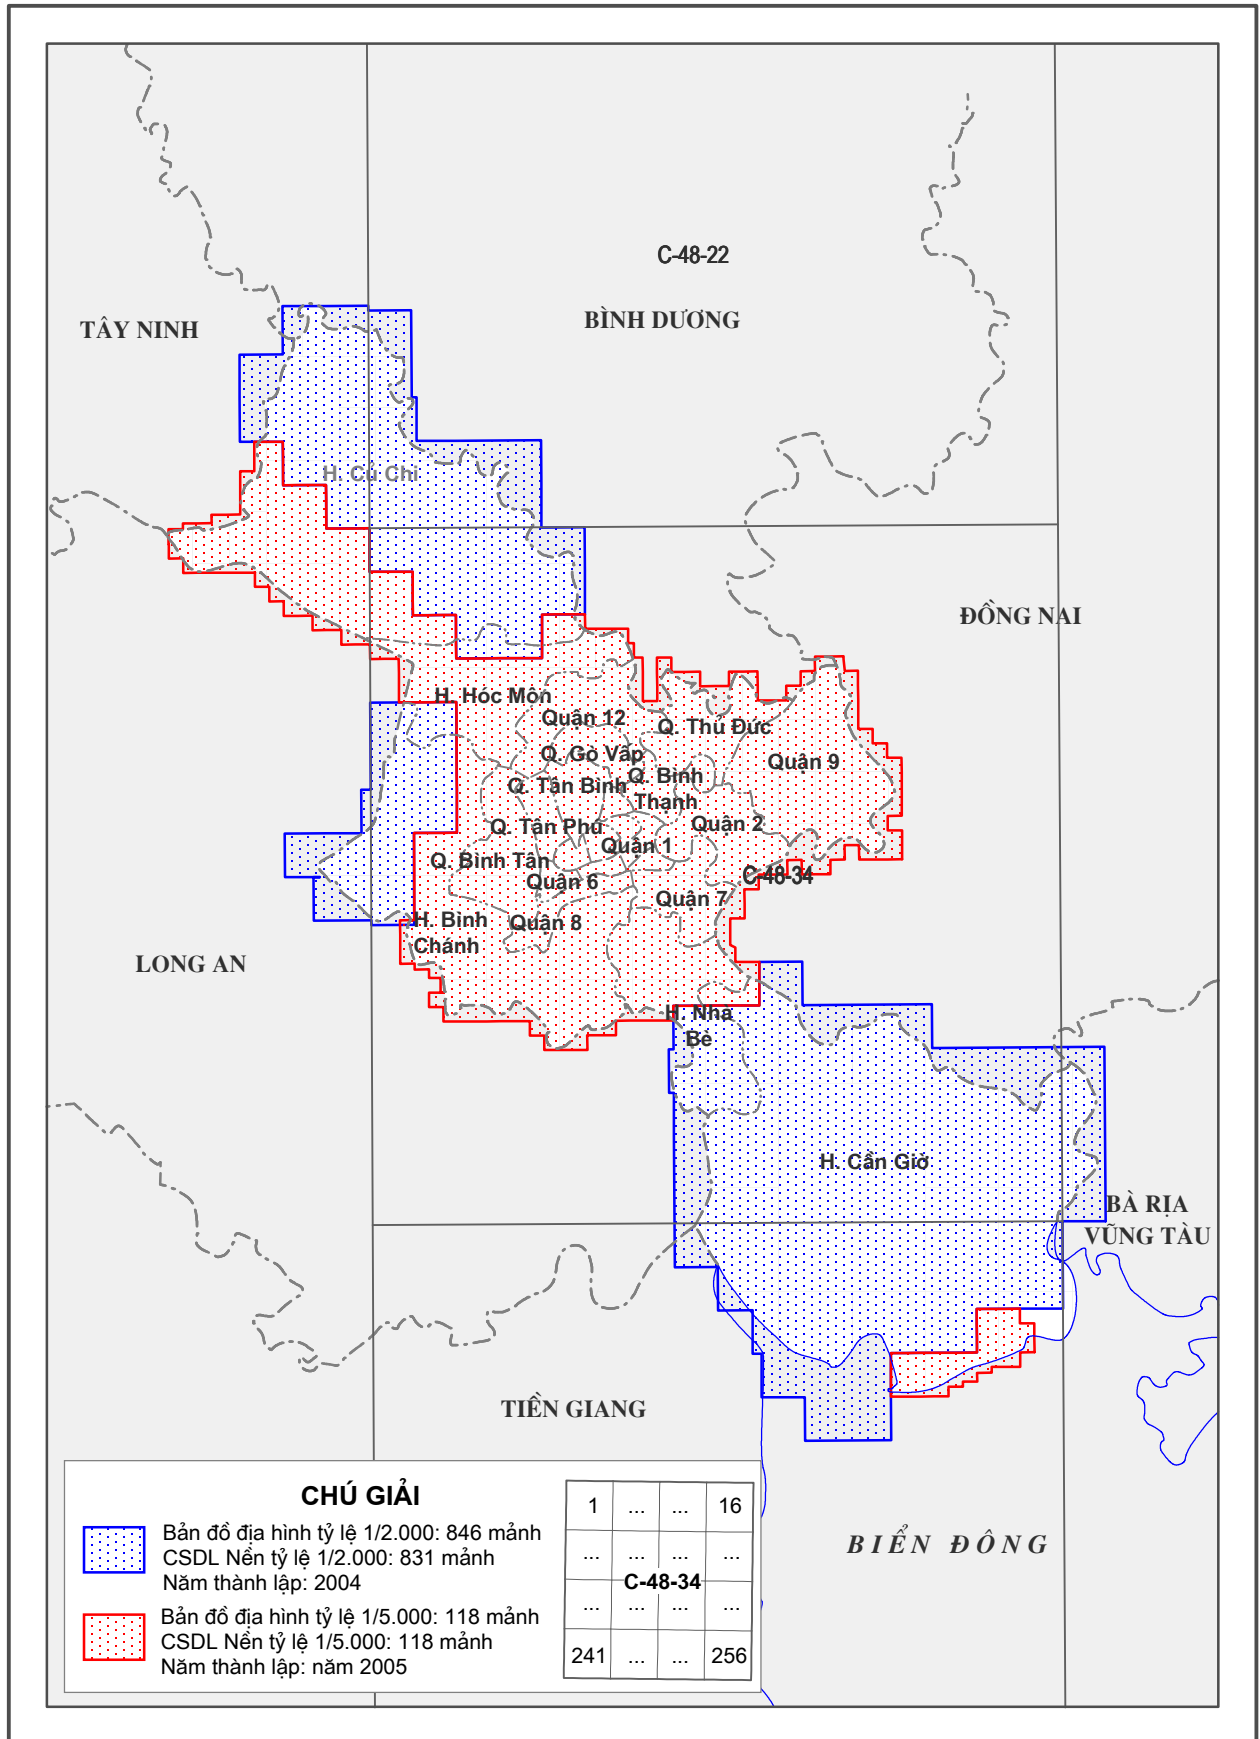 C-48-22
BÌNH DƯƠNG
TÂY NINH
H. Củ Chi
ĐỒNG NAI
H. Hóc Môn
Quận 12
Q. Thủ Đức
Q. Gò Vấp
Quận 9
Q. Tân Bình
Q. Bình
Thạnh
Q. Tân Phú
Quận 2
Quận 1
Q. Bình Tân
C-48-34
Quận 6
Quận 7
H. Bình
Chánh
Quận 8
LONG AN
H. Nhà
Bè
H. Cần Giờ
BÀ RỊA
VŨNG TÀU
TIỀN GIANG
BIỂN ĐÔNG
CHÚ GIẢI
Bản đồ địa hình tỷ lệ 1/2.000: 846 mảnh
CSDL Nền tỷ lệ 1/2.000: 831 mảnh
Năm thành lập: 2004
Bản đồ địa hình tỷ lệ 1/5.000: 118 mảnh
CSDL Nền tỷ lệ 1/5.000: 118 mảnh
Năm thành lập: năm 2005
1 ... ... 16
... ... ... ...
C-48-34
... ... ... ...
241 ... ... 256